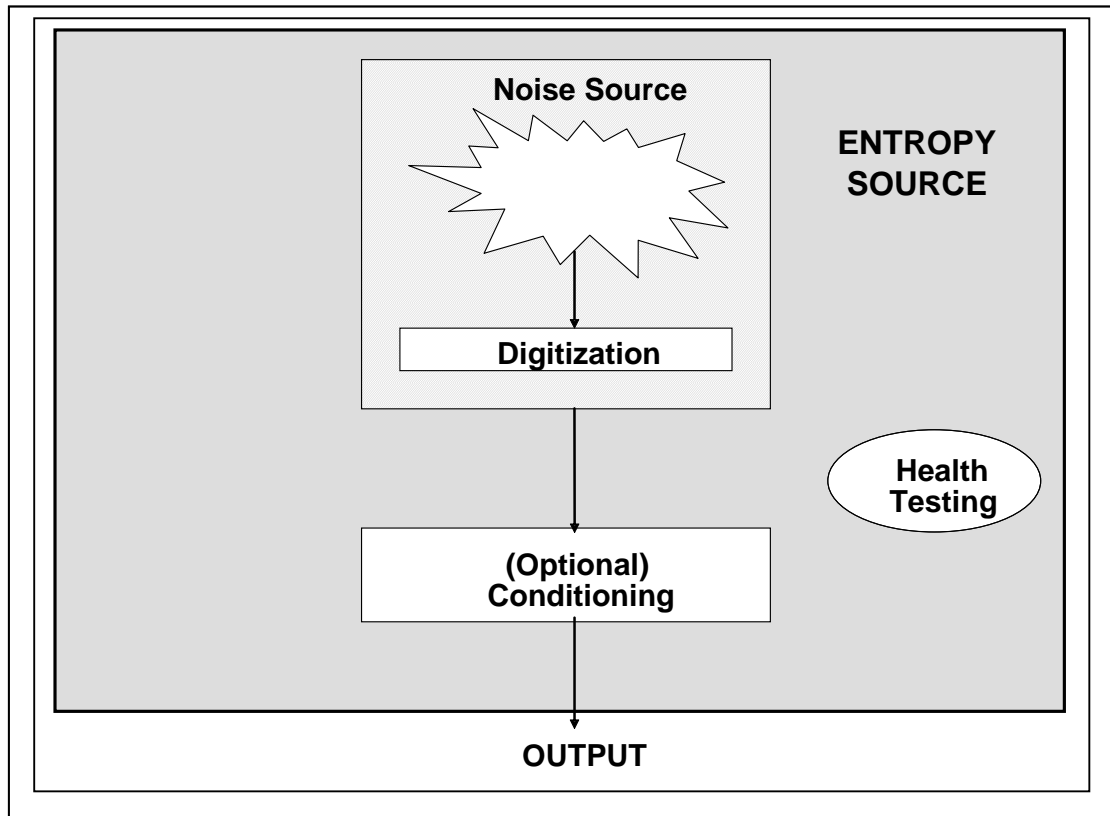 Noise Source
ENTROPY
SOURCE
Digitization
Health
Testing
(Optional)
Conditioning
OUTPUT